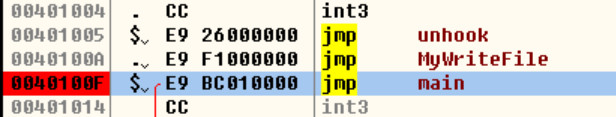 00401004 . CC int3
00401005 $ E9 26000000 jmp unhook
0040100A . E9 F1000000 jmp MyWriteFile
0040100F $ E9 BC010000 jmp main
00401014 CC int3